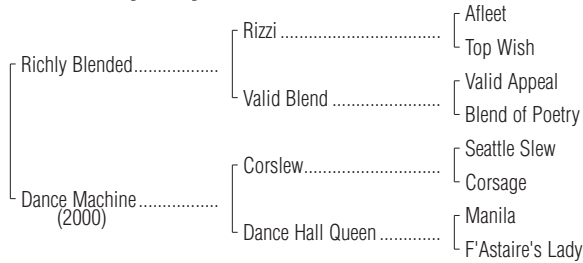 Afleet
Rizzi ........................................
Top Wish
Richly Blended.................
Valid Appeal
Valid Blend ...........................
Blend of Poetry
Seattle Slew
Corslew..................................
Corsage
Dance Machine ................
(2000)
Manila
Dance Hall Queen ...............
F'Astaire's Lady